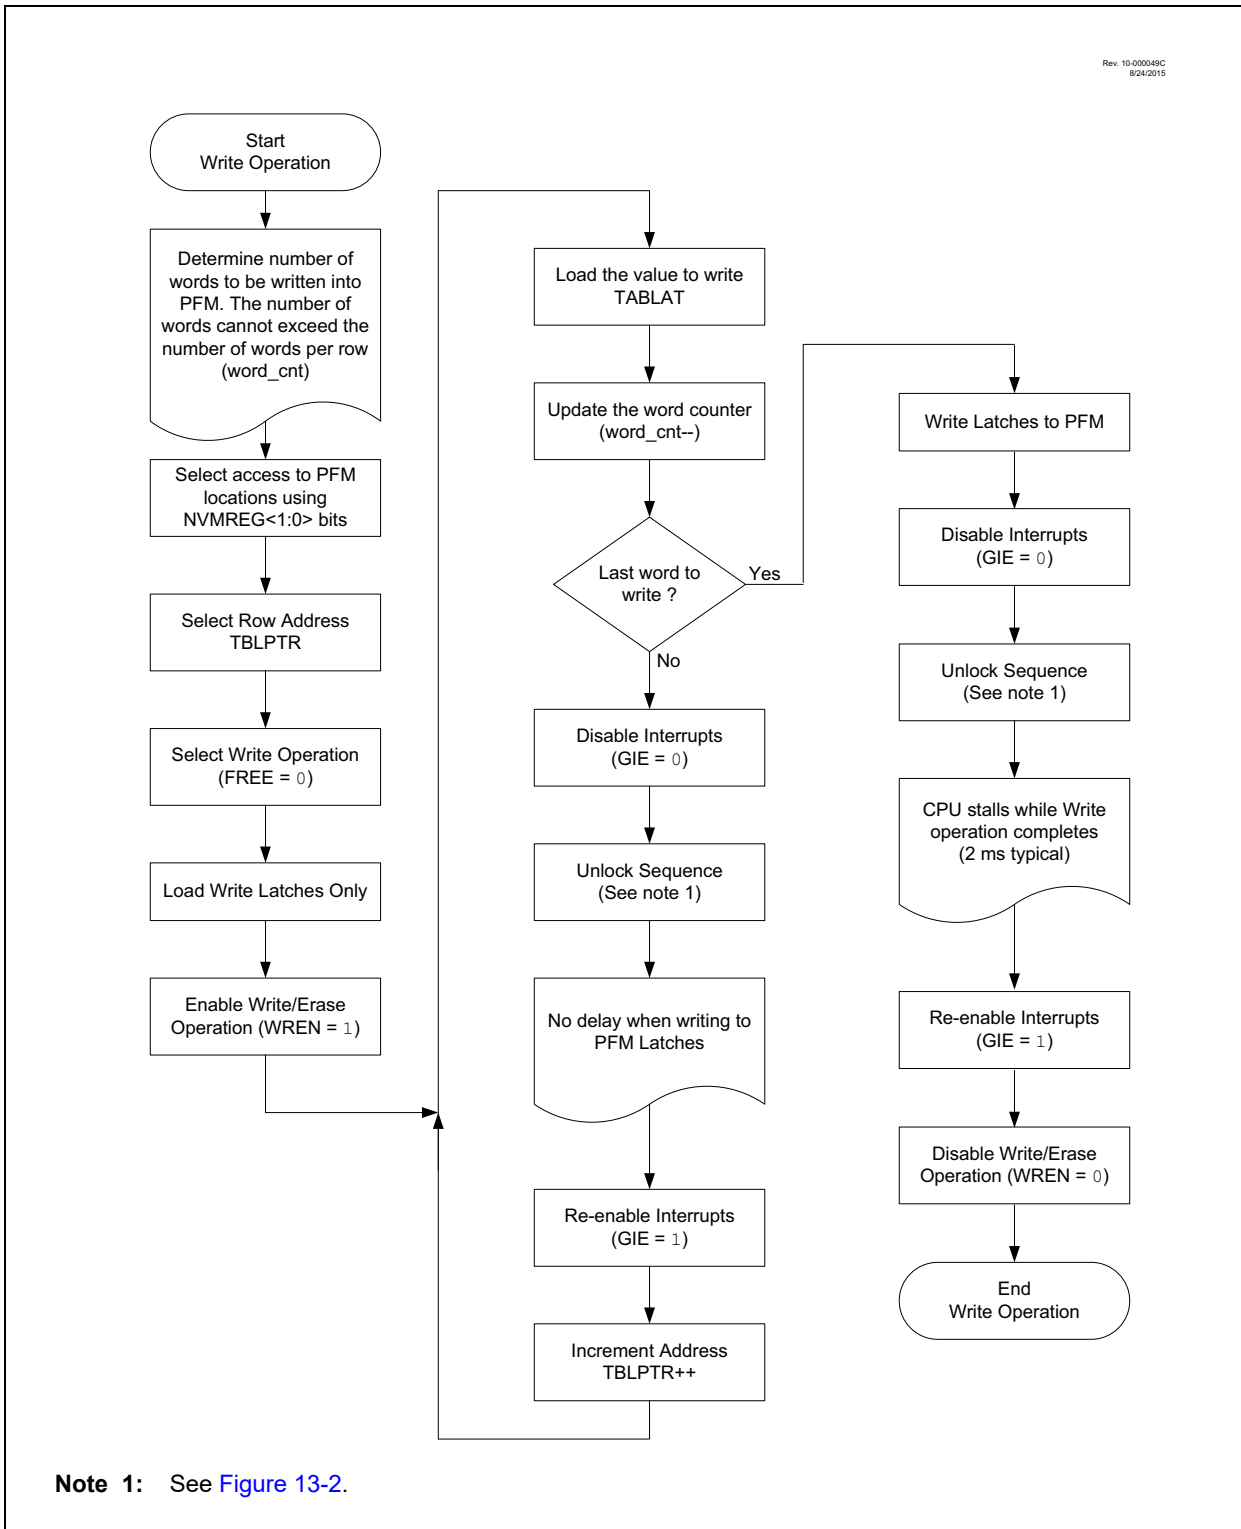 Rev. 10-000049C
8/24/2015
Start
Write Operation
Determine number of
words to be written into
PFM. The number of
words cannot exceed the
number of words per row
(word_cnt)
Select access to PFM
locations using
NVMREG<1:0> bits
Select Row Address
TBLPTR
Select Write Operation
(FREE = 0)
Load Write Latches Only
Enable Write/Erase
Operation (WREN = 1)
Load the value to write
TABLAT
Update the word counter
(word_cnt--)
Last word to
write ?
Yes
No
Disable Interrupts
(GIE = 0)
Unlock Sequence
(See note 1)
No delay when writing to
PFM Latches
Re-enable Interrupts
(GIE = 1)
Increment Address
TBLPTR++
Write Latches to PFM
Disable Interrupts
(GIE = 0)
Unlock Sequence
(See note 1)
CPU stalls while Write
operation completes
(2 ms typical)
Re-enable Interrupts
(GIE = 1)
Disable Write/Erase
Operation (WREN = 0)
End
Write Operation
Note 1: See Figure 13-2.